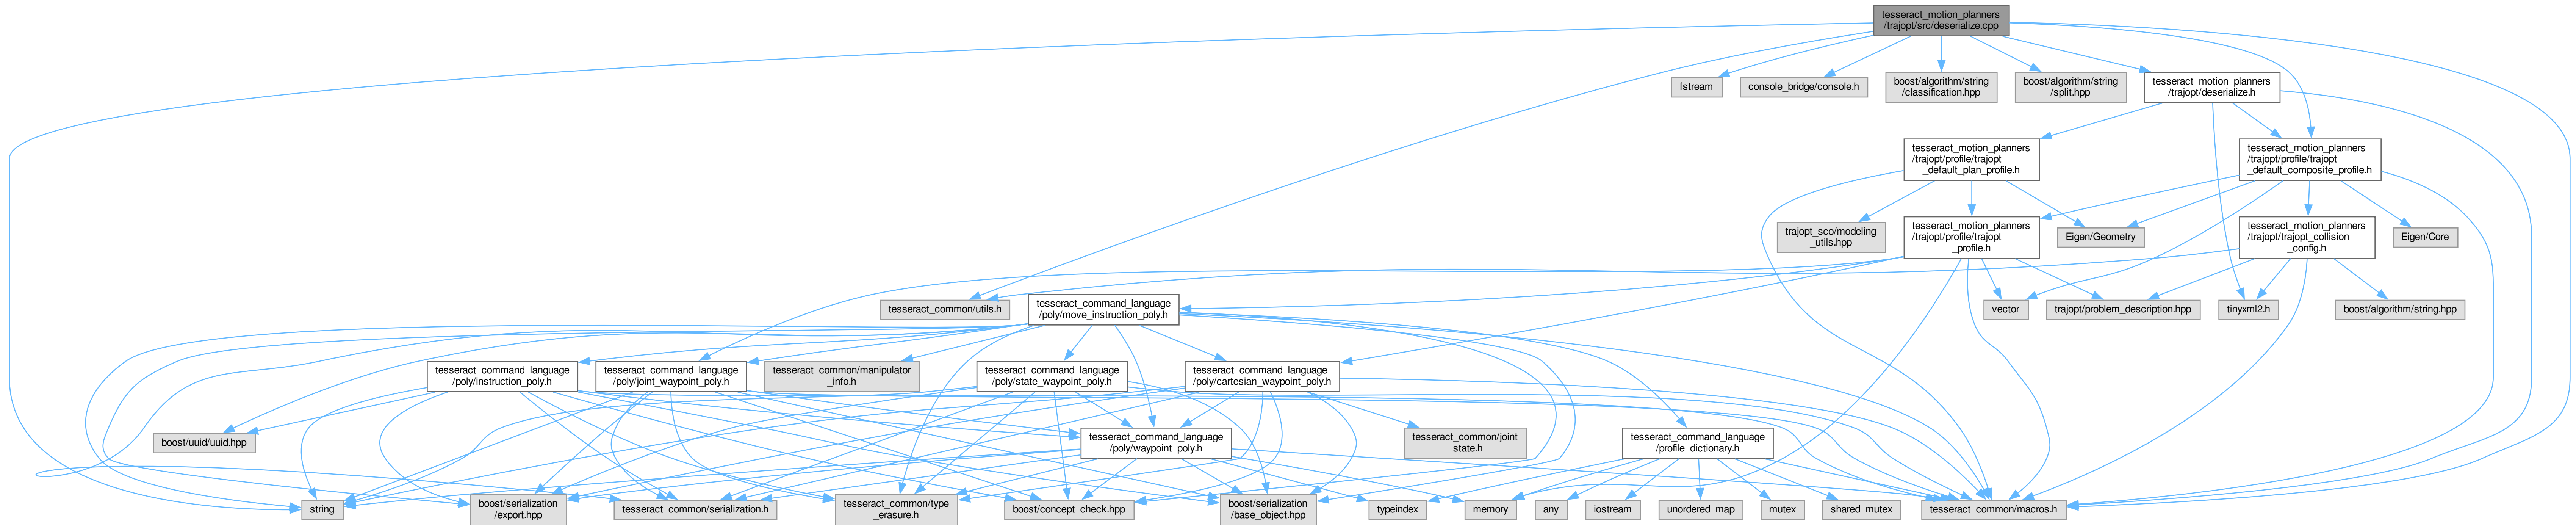 tesseract_motion_planners
/trajopt/src/deserialize.cpp
fstream
console_bridge/console.h
boost/algorithm/string
/classification.hpp
boost/algorithm/string
/split.hpp
tesseract_motion_planners
/trajopt/deserialize.h
tesseract_motion_planners
/trajopt/profile/trajopt
_default_plan_profile.h
tesseract_motion_planners
/trajopt/profile/trajopt
_default_composite_profile.h
trajopt_sco/modeling
_utils.hpp
tesseract_motion_planners
/trajopt/profile/trajopt
_profile.h
Eigen/Geometry
tesseract_motion_planners
/trajopt/trajopt_collision
_config.h
Eigen/Core
tesseract_common/utils.h
tesseract_command_language
/poly/move_instruction_poly.h
vector
trajopt/problem_description.hpp
tinyxml2.h
boost/algorithm/string.hpp
tesseract_command_language
/poly/instruction_poly.h
tesseract_command_language
/poly/joint_waypoint_poly.h
tesseract_common/manipulator
_info.h
tesseract_command_language
/poly/state_waypoint_poly.h
tesseract_command_language
/poly/cartesian_waypoint_poly.h
boost/uuid/uuid.hpp
tesseract_command_language
/poly/waypoint_poly.h
tesseract_common/joint
_state.h
tesseract_command_language
/profile_dictionary.h
string
boost/serialization
/export.hpp
tesseract_common/serialization.h
tesseract_common/type
_erasure.h
boost/concept_check.hpp
boost/serialization
/base_object.hpp
typeindex
memory
any
iostream
unordered_map
mutex
shared_mutex
tesseract_common/macros.h